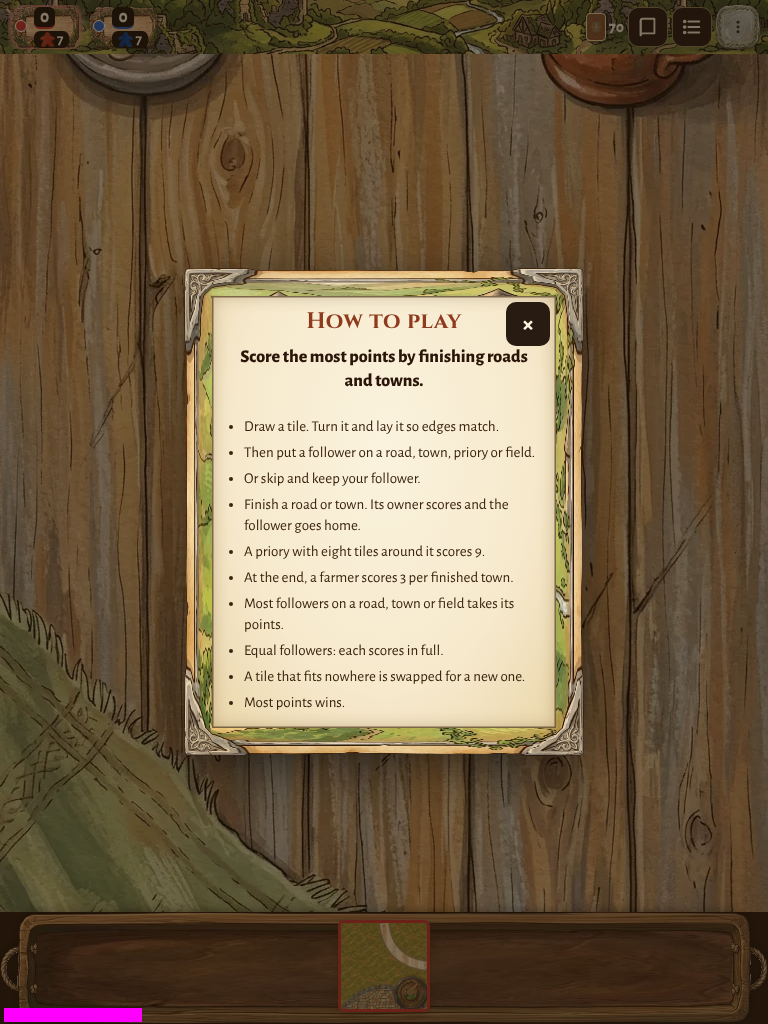 0
7
0
7
70
How to play
×
Score the most points by finishing roads
and towns.
• Draw a tile. Turn it and lay it so edges match.
• Then put a follower on a road, town, priory or field.
• Or skip and keep your follower.
• Finish a road or town. Its owner scores and the
follower goes home.
• A priory with eight tiles around it scores 9.
• At the end, a farmer scores 3 per finished town.
• Most followers on a road, town or field takes its
points.
• Equal followers: each scores in full.
• A tile that fits nowhere is swapped for a new one.
• Most points wins.